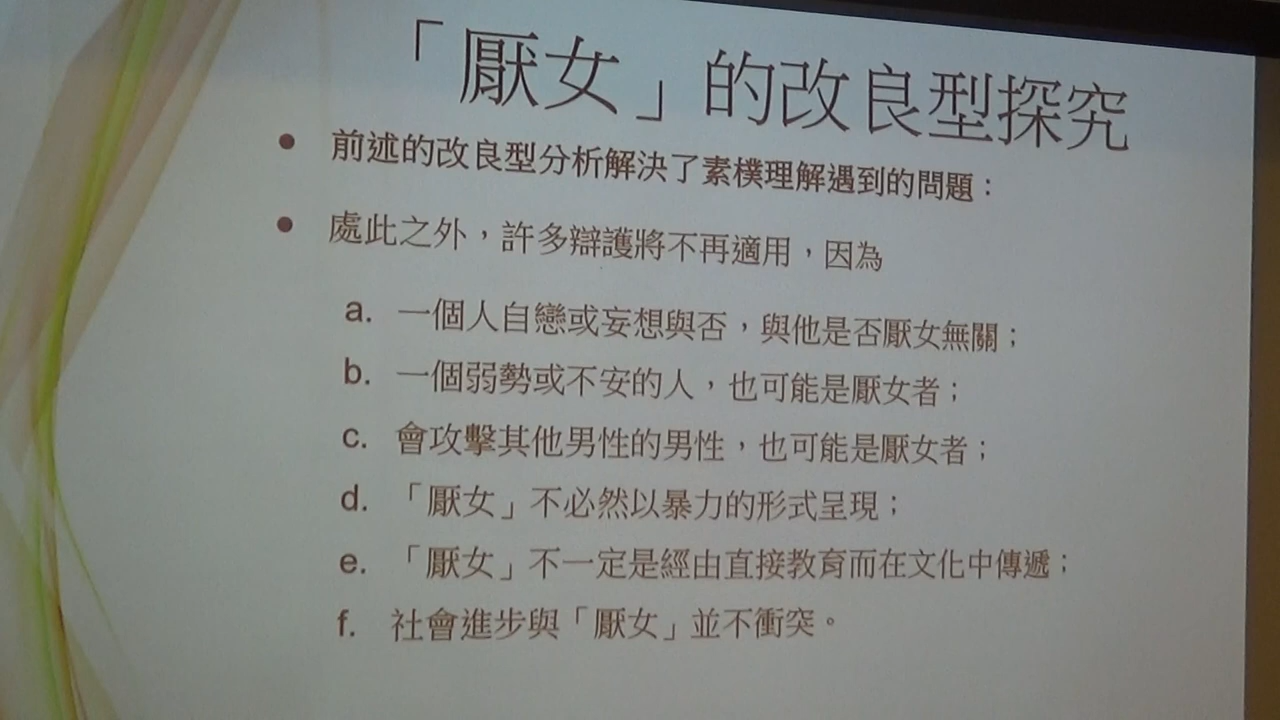 「厭女」的改良型探究
• 前述的改良型分析解決了素樸理解遇到的問題：
• 處此之外，許多辯護將不再適用，因為
a. 一個人自戀或妄想與否，與他是否厭女無關；
b. 一個弱勢或不安的人，也可能是厭女者；
c. 會攻擊其他男性的男性，也可能是厭女者；
d. 「厭女」不必然以暴力的形式呈現；
e. 「厭女」不一定是經由直接教育而在文化中傳遞；
f. 社會進步與「厭女」並不衝突。